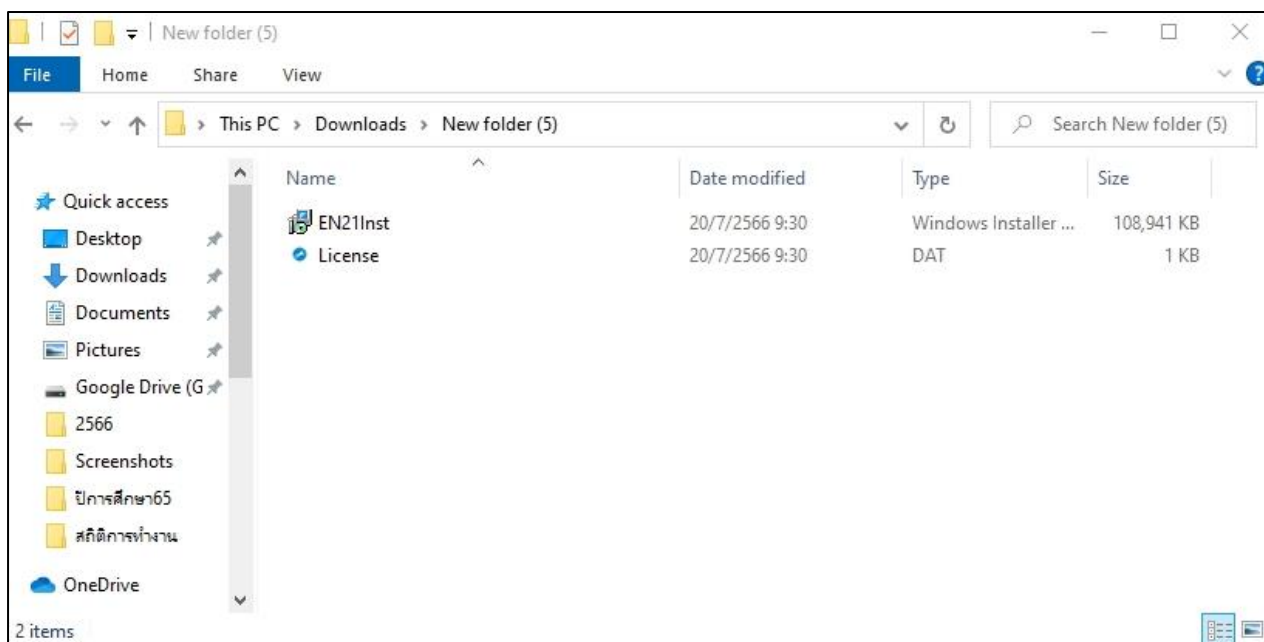 New folder (5)
File Home Share View
This PC > Downloads > New folder (5)
Search New folder (5)
Name Date modified Type Size
Quick access
Desktop
Downloads
Documents
Pictures
Google Drive (G
2566
Screenshots
ปีการศึกษา65
สถิติการทำงาน
OneDrive
EN21Inst 20/7/2566 9:30 Windows Installer ... 108,941 KB
License 20/7/2566 9:30 DAT 1 KB
2 items